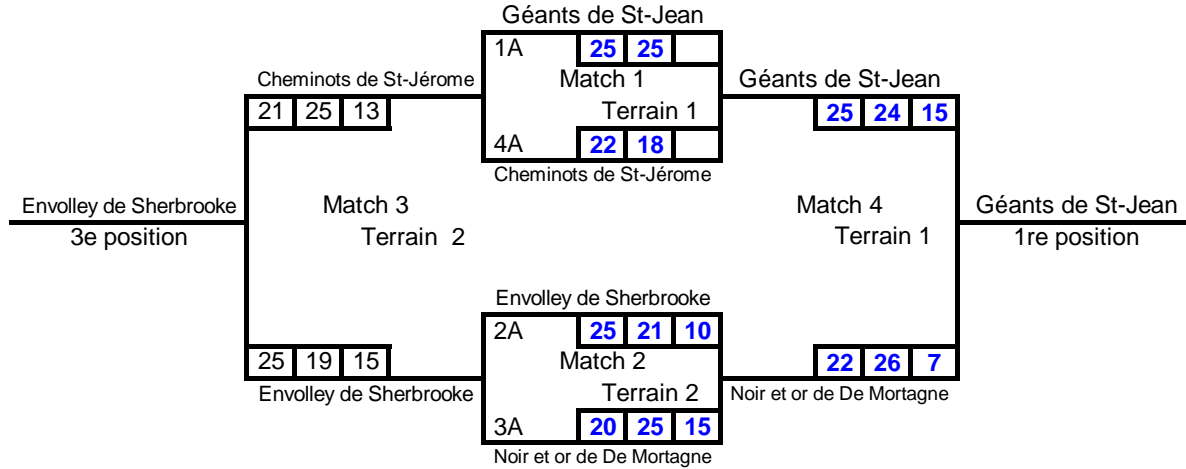 Géants de St-Jean
1A 25 25
Cheminots de St-Jérome Match 1 Géants de St-Jean
21 25 13 Terrain 1 25 24 15
4A 22 18
Cheminots de St-Jérome
Envolley de Sherbrooke Match 3 Match 4 Géants de St-Jean
3e position Terrain 2 Terrain 1 1re position
Envolley de Sherbrooke
2A 25 21 10
25 19 15 Match 2 22 26 7
Envolley de Sherbrooke Terrain 2 Noir et or de De Mortagne
3A 20 25 15
Noir et or de De Mortagne